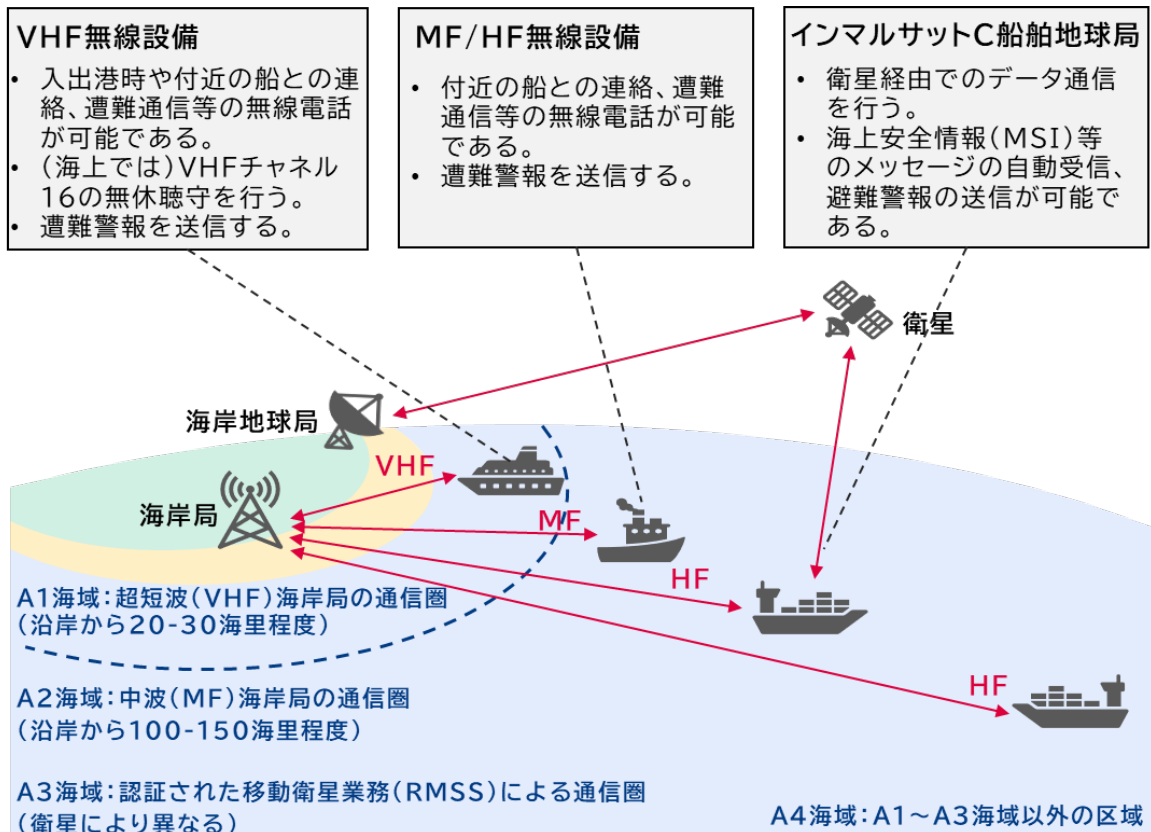 VHF無線設備
• 入出港時や付近の船との連
絡、遭難通信等の無線電話
が可能である。
• (海上では)VHFチャネル
16の無休聴守を行う。
• 遭難警報を送信する。
MF/HF無線設備
• 付近の船との連絡、遭難
通信等の無線電話が可能
である。
• 遭難警報を送信する。
インマルサットC船舶地球局
• 衛星経由でのデータ通信
を行う。
• 海上安全情報(MSI)等
のメッセージの自動受信、
避難警報の送信が可能で
ある。
衛星
海岸地球局
VHF
海岸局
MF
HF
HF
A1海域:超短波(VHF)海岸局の通信圏
(沿岸から20-30海里程度)
A2海域:中波(MF)海岸局の通信圏
(沿岸から100-150海里程度)
A3海域:認証された移動衛星業務(RMSS)による通信圏
(衛星により異なる)
A4海域:A1～A3海域以外の区域